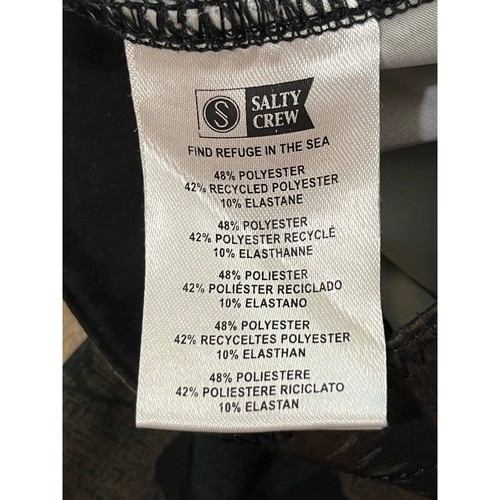 S
SALTY
CREW
FIND REFUGE IN THE SEA
48% POLYESTER
42% RECYCLED POLYESTER
10% ELASTANE
48% POLYESTER
42% POLYESTER RECYCLÉ
10% ELASTHANNE
48% POLIESTER
42% POLIÉSTER RECICLADO
10% ELASTANO
48% POLYESTER
42% RECYCELTES POLYESTER
10% ELASTHAN
48% POLIESTERE
42% POLIESTERE RICICLATO
10% ELASTAN